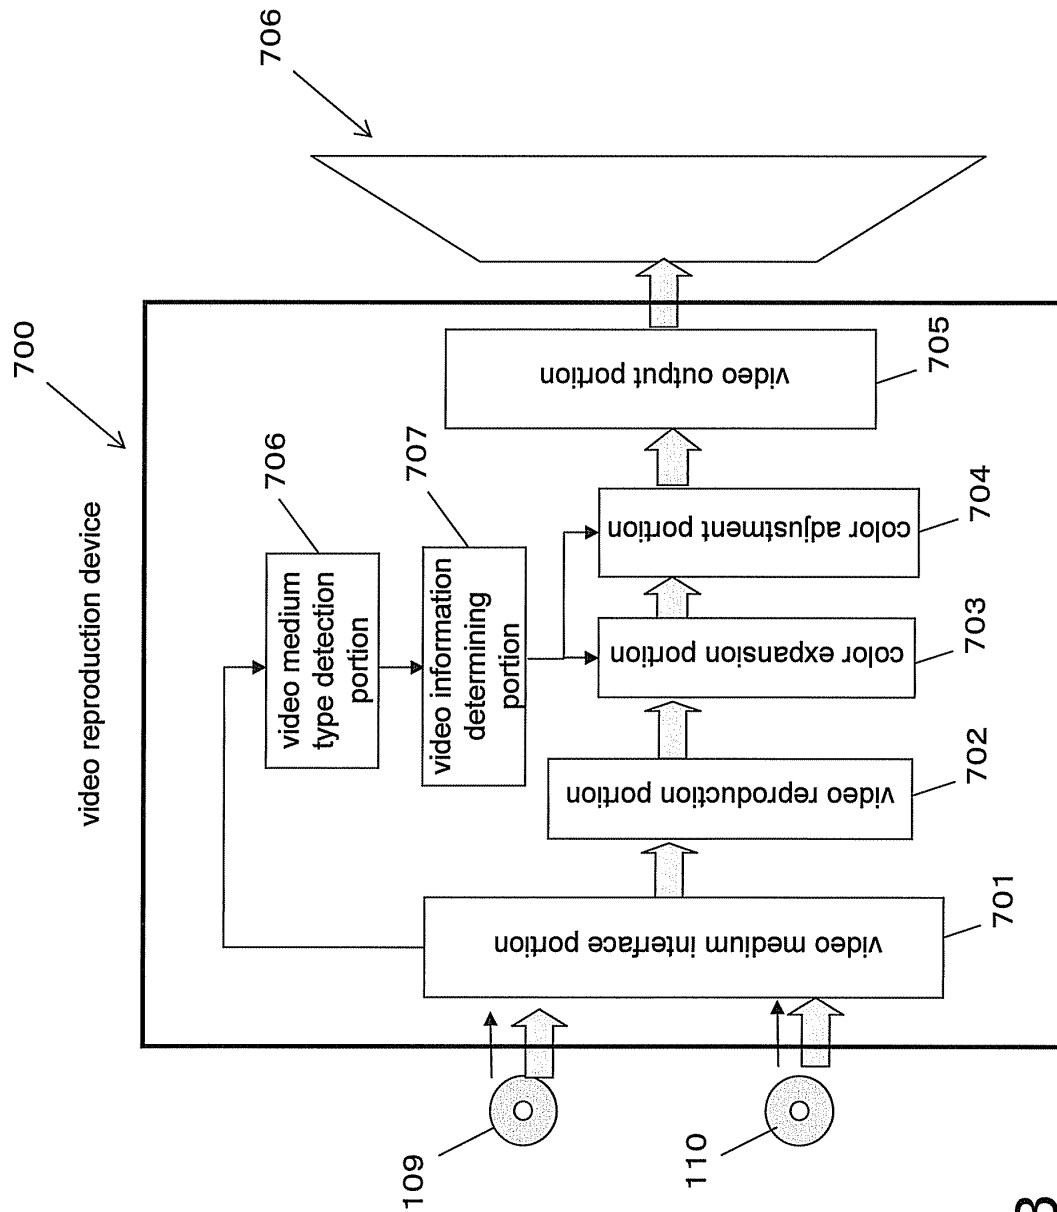 video reproduction device
700
706
109
110
video medium interface portion
701
video medium
type detection
portion
706
video information
determining
portion
707
video reproduction portion
702
color expansion portion
703
color adjustment portion
704
video output portion
705
3